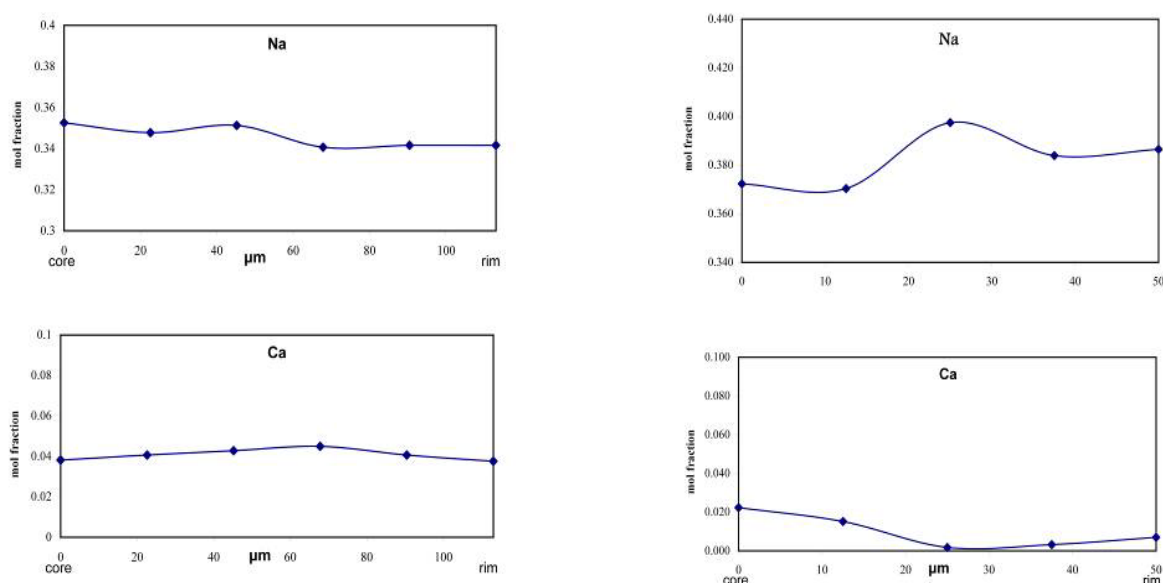 0.4
Na
0.38
0.36
mol fraction
0.34
0.32
0.3
0 20 40 60 80 100
core µm rim
0.440
Na
0.420
0.400
mol fraction
0.380
0.360
0.340
0 10 20 30 40 50
0.1
Ca
0.08
0.06
mol fraction
0.04
0.02
0
0 20 40 60 80 100
core µm rim
0.100
Ca
0.080
0.060
mol fraction
0.040
0.020
0.000
0 10 20 µm 30 40 50
core rim